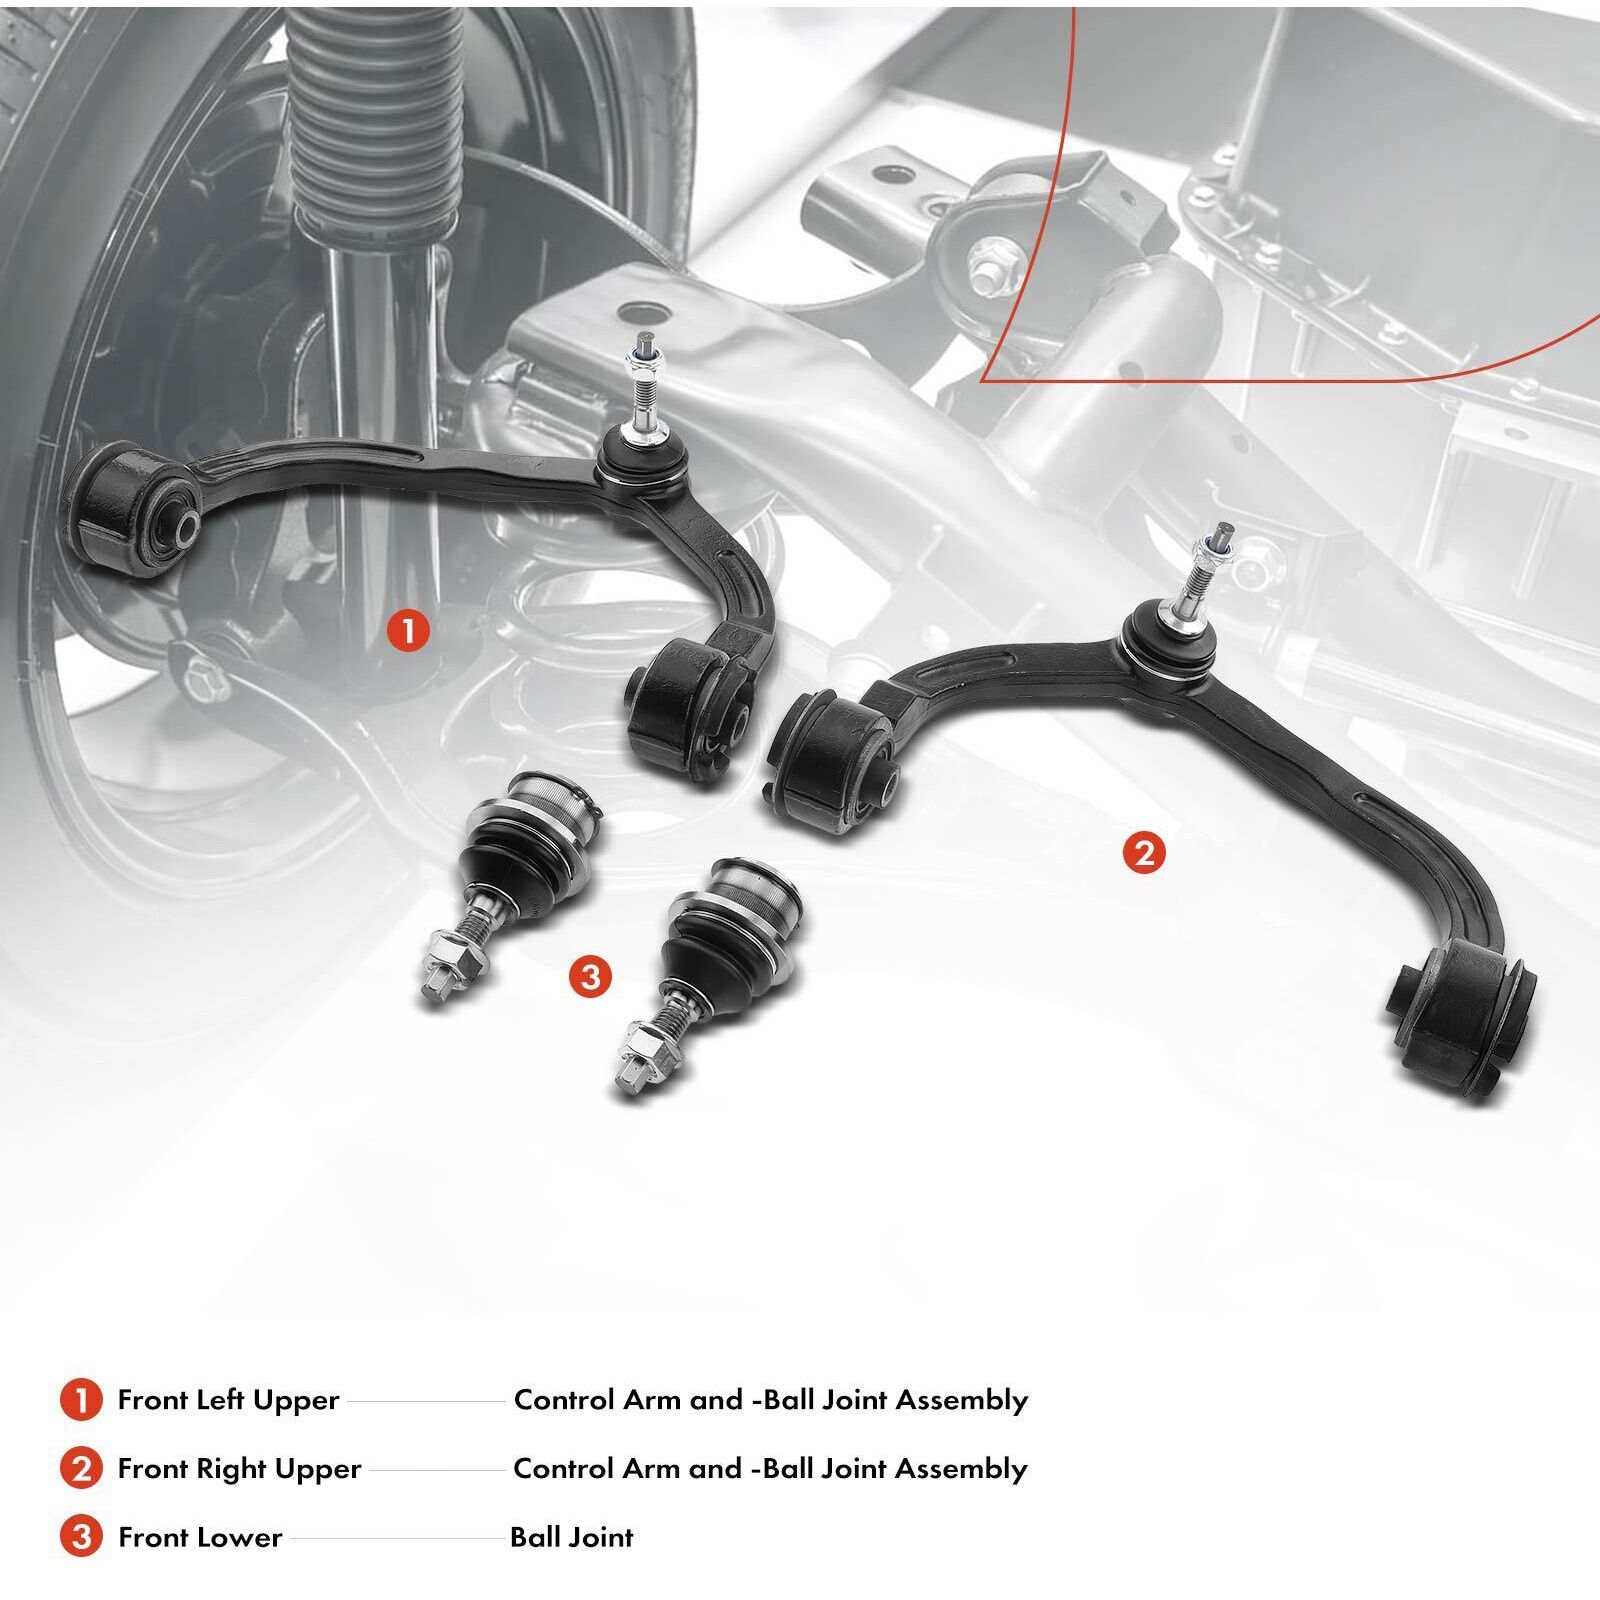 1
2
3
1 Front Left Upper Control Arm and -Ball Joint Assembly
2 Front Right Upper Control Arm and -Ball Joint Assembly
3 Front Lower Ball Joint